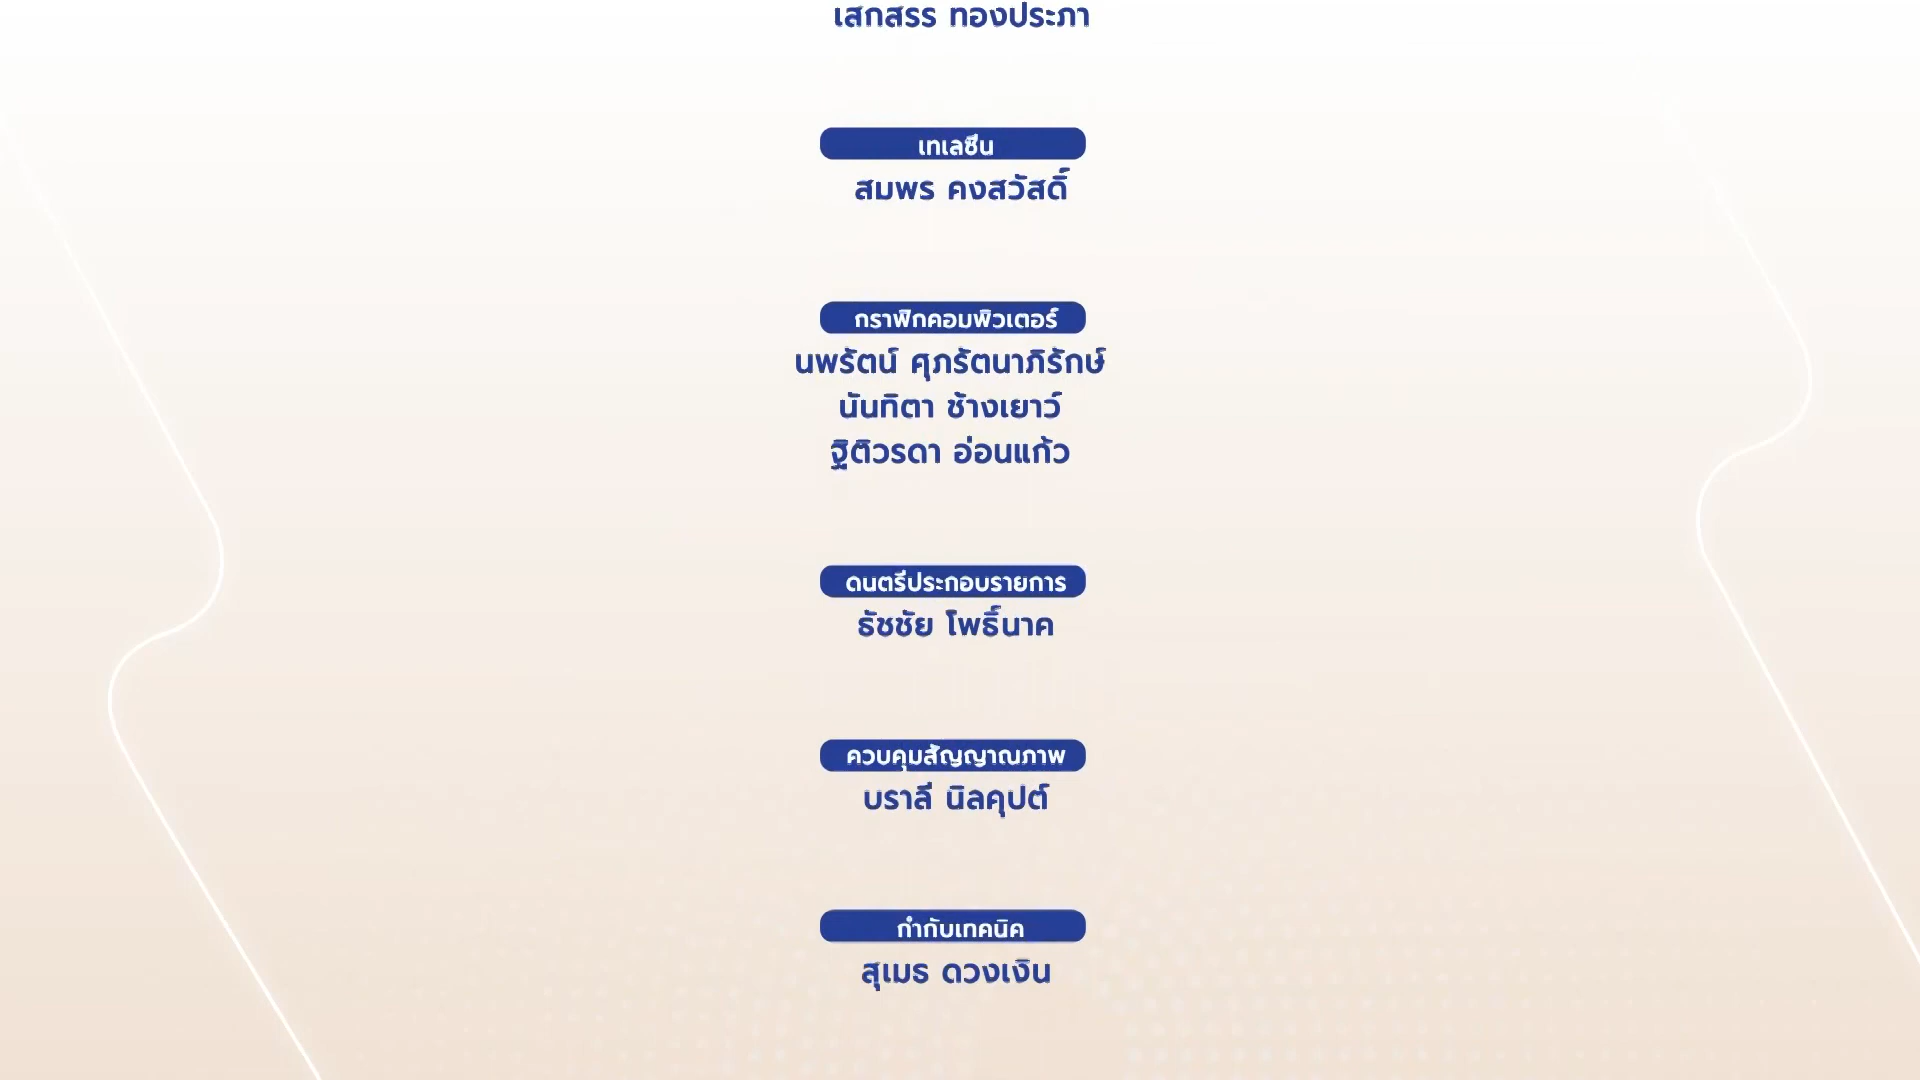 เสกสรร ทองประภา
เทเลซีน
สมพร คงสวัสดิ์
กราฟิกคอมพิวเตอร์
นพรัตน์ ศุภรัตนาภิรักษ์
นันทิตา ช้างเยาว์
ฐิติวรดา อ่อนแก้ว
ดนตรีประกอบรายการ
ธัชชัย โพธิ์นาค
ควบคุมสัญญาณภาพ
บราลี นิลคุปต์
กำกับเทคนิค
สุเมธ ดวงเงิน